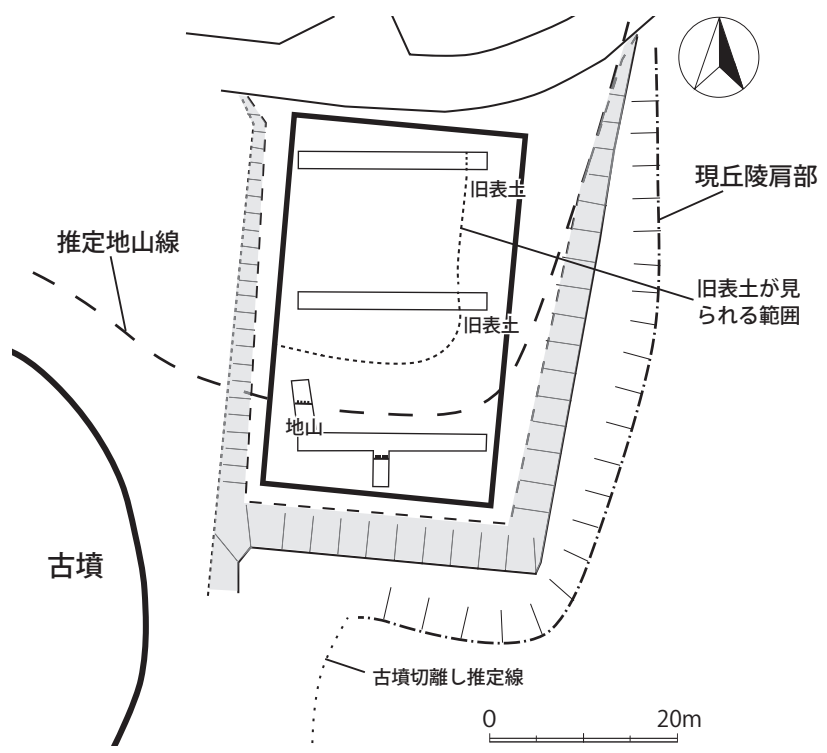 現丘陵肩部
旧表土
推定地山線
旧表土が見
られる範囲
旧表土
地山
古墳
古墳切離し推定線
0 20m